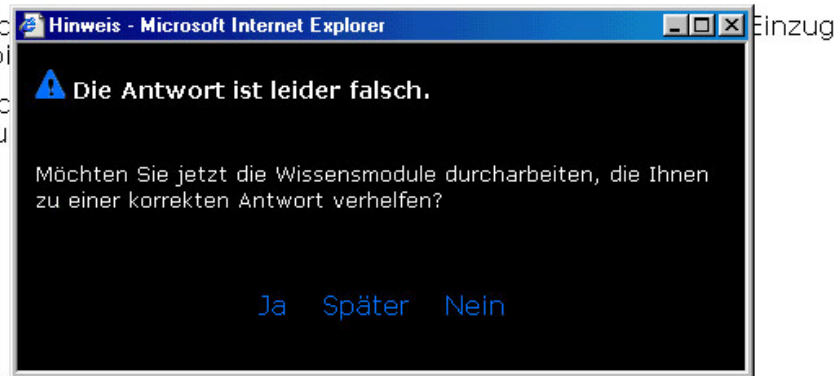 Hinweis - Microsoft Internet Explorer
Einzug
Die Antwort ist leider falsch.
Möchten Sie jetzt die Wissensmodule durcharbeiten, die Ihnen
zu einer korrekten Antwort verhelfen?
Ja Später Nein